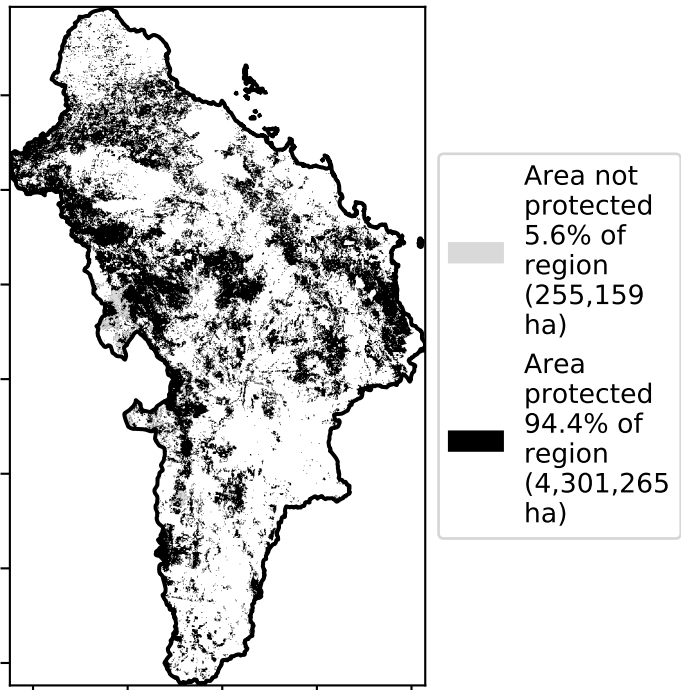 Area not
protected
5.6% of
region
(255,159
ha)
Area
protected
94.4% of
region
(4,301,265
ha)